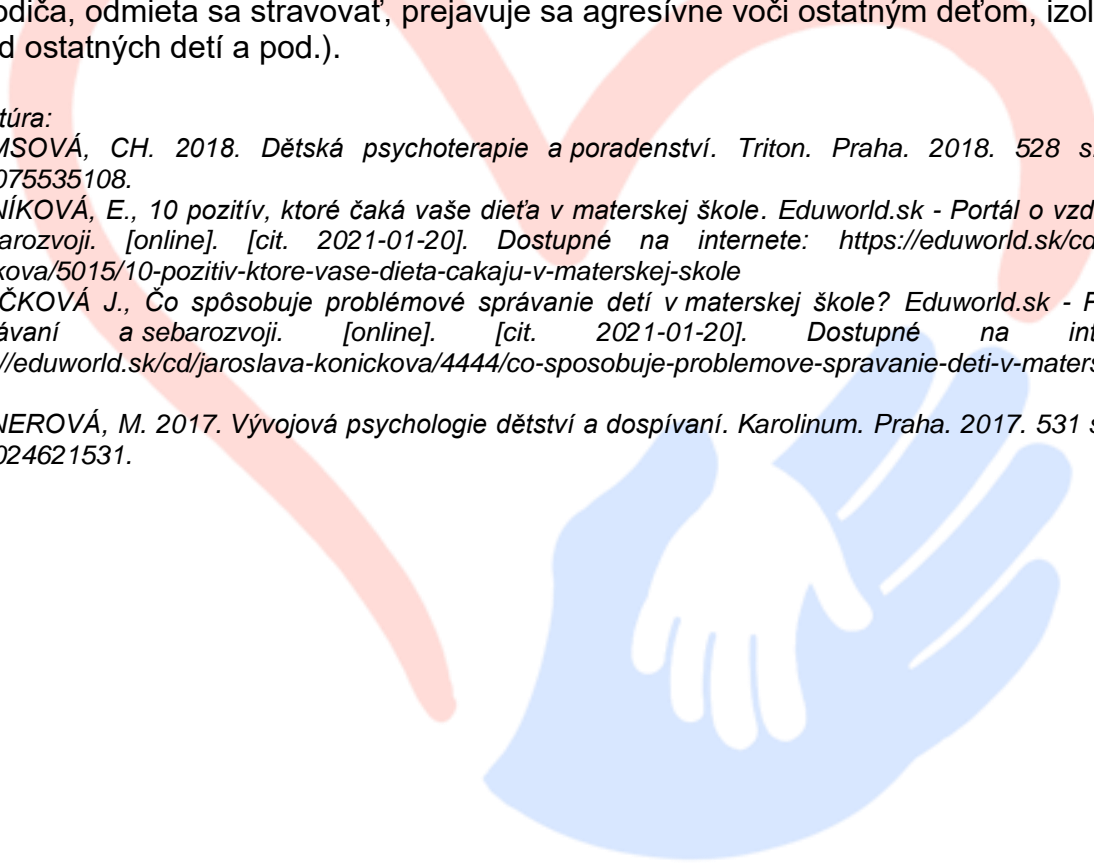 odiča, odmieta sa stravovať, prejavuje sa agresívne voči ostatným deťom, izol
d ostatných detí a pod.).
túra:
MSOVÁ, CH. 2018. Dětská psychoterapie a poradenství. Triton. Praha. 2018. 528 s.
075535108.
NÍKOVÁ, E., 10 pozitív, ktoré čaká vaše dieťa v materskej škole. Eduworld.sk - Portál o vzd
arozvoji. [online]. [cit. 2021-01-20]. Dostupné na internete: https://eduworld.sk/cd
kova/5015/10-pozitiv-ktore-vase-dieta-cakaju-v-materskej-skole
ČKOVÁ J., Čo spôsobuje problémové správanie detí v materskej škole? Eduworld.sk - P
ávaní a sebarozvoji. [online]. [cit. 2021-01-20]. Dostupné na int
//eduworld.sk/cd/jaroslava-konickova/4444/co-sposobuje-problemove-spravanie-deti-v-maters
NEROVÁ, M. 2017. Vývojová psychologie dětství a dospívaní. Karolinum. Praha. 2017. 531 s
024621531.